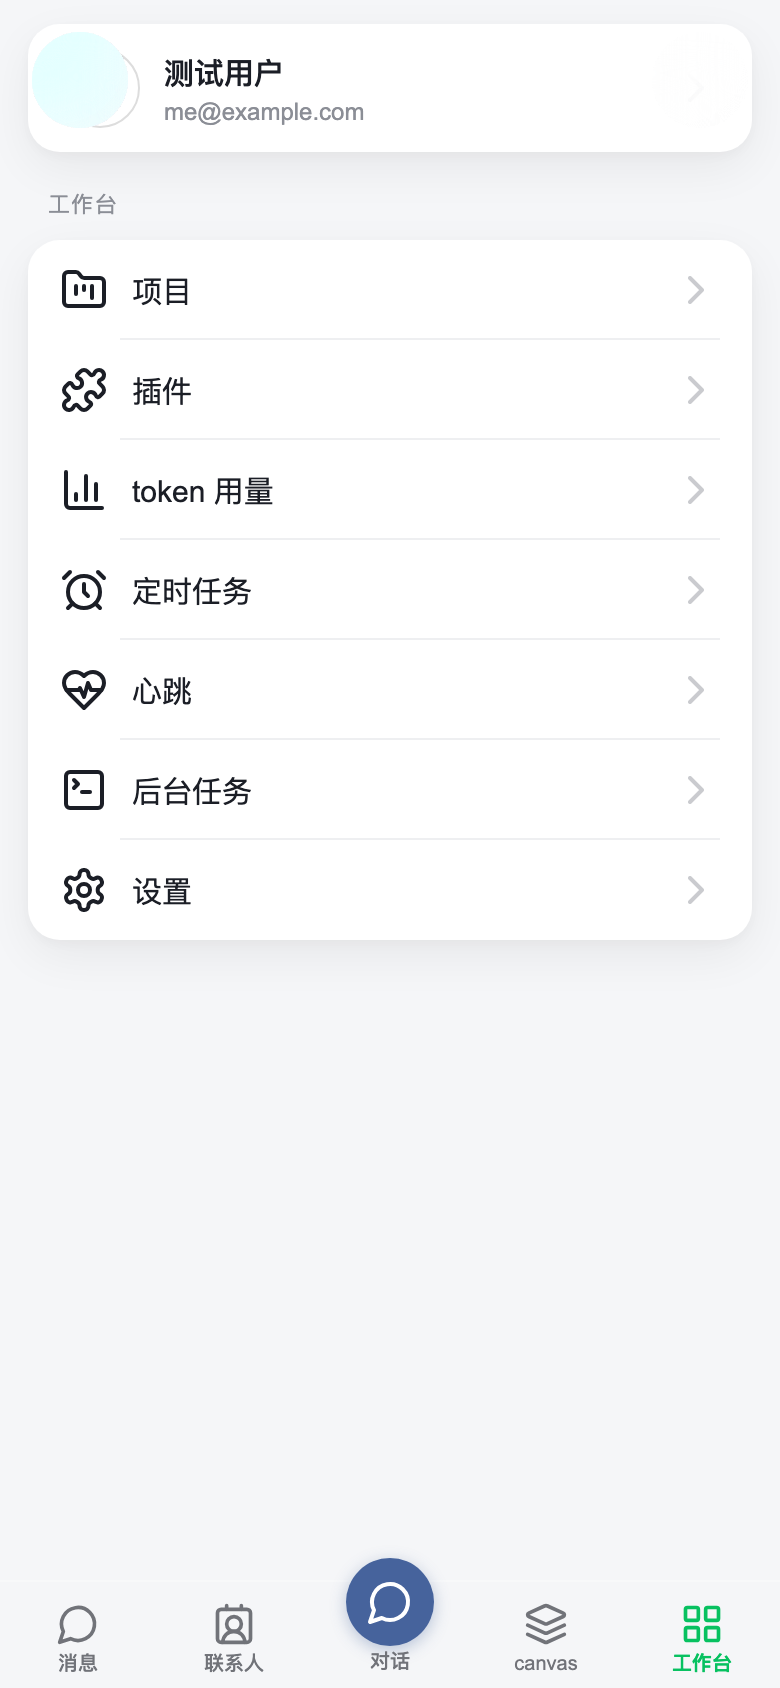 测试用户
me@example.com
工作台
项目
插件
token 用量
定时任务
心跳
后台任务
设置
消息
联系人
对话
canvas
工作台